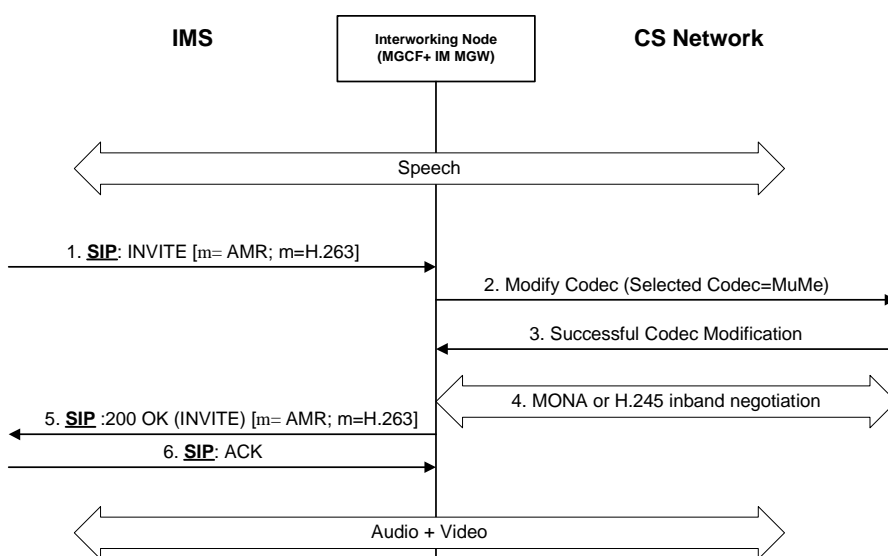 IMS
Interworking Node
(MGCF+ IM MGW)
CS Network
Speech
1. SIP: INVITE [m= AMR; m=H.263]
2. Modify Codec (Selected Codec=MuMe)
3. Successful Codec Modification
4. MONA or H.245 inband negotiation
5. SIP :200 OK (INVITE) [m= AMR; m=H.263]
6. SIP: ACK
Audio + Video